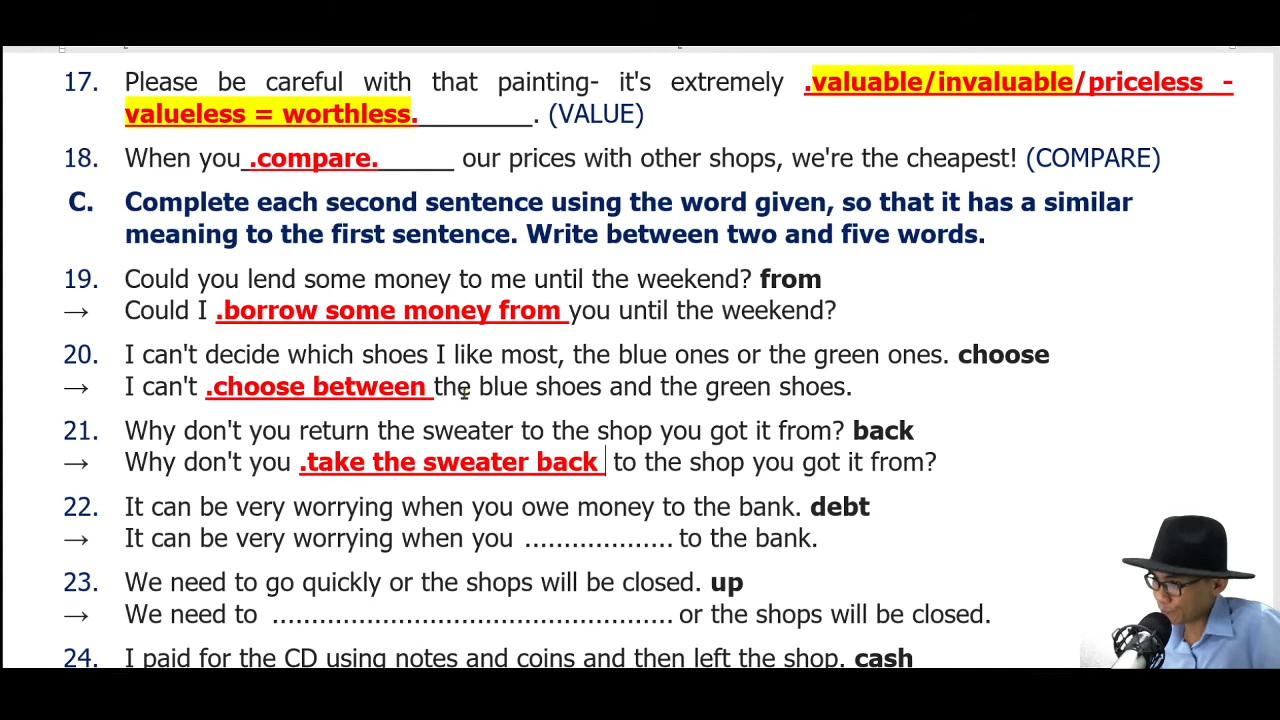 17. Please be careful with that painting- it's extremely .valuable/invaluable/priceless -
valueless = worthless._________. (VALUE)
18. When you_.compare.______ our prices with other shops, we're the cheapest! (COMPARE)
C. Complete each second sentence using the word given, so that it has a similar
meaning to the first sentence. Write between two and five words.
19. Could you lend some money to me until the weekend? from
→ Could I .borrow some money from you until the weekend?
20. I can't decide which shoes I like most, the blue ones or the green ones. choose
→ I can't .choose between the blue shoes and the green shoes.
21. Why don't you return the sweater to the shop you got it from? back
→ Why don't you .take the sweater back to the shop you got it from?
22. It can be very worrying when you owe money to the bank. debt
→ It can be very worrying when you ................... to the bank.
23. We need to go quickly or the shops will be closed. up
→ We need to ................................................... or the shops will be closed.
24. I paid for the CD using notes and coins and then left the shop. cash